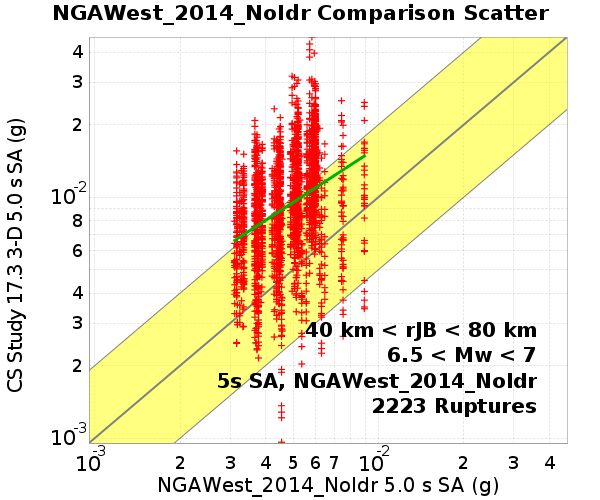 NGAWest_2014_NoIdr Comparison Scatter
CS Study 17.3 3-D 5.0 s SA (g)
4
3
2
10-2
8
6
4
3
2
10-3
40 km < rJB < 80 km
6.5 < Mw < 7
5s SA, NGAWest_2014_NoIdr
2223 Ruptures
10-3 2 3 4 5 6 7 10-2 2 3 4
NGAWest_2014_NoIdr 5.0 s SA (g)